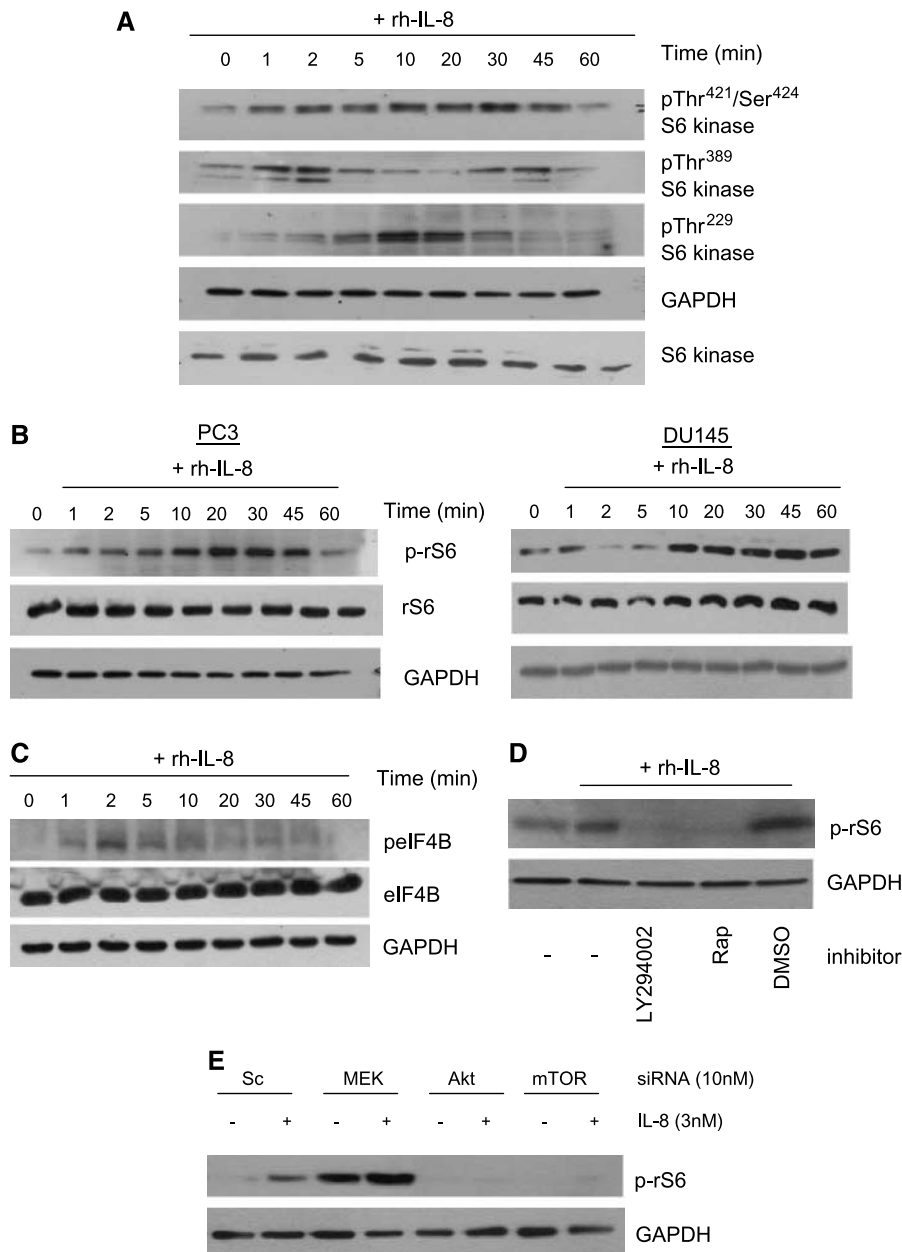 A
+ rh-IL-8
0 1 2 5 10 20 30 45 60 Time (min)
pThr421/Ser424
S6 kinase
pThr389
S6 kinase
pThr229
S6 kinase
GAPDH
S6 kinase
B
PC3
+ rh-IL-8
0 1 2 5 10 20 30 45 60 Time (min)
DU145
+ rh-IL-8
0 1 2 5 10 20 30 45 60
p-rS6
rS6
GAPDH
C
+ rh-IL-8
0 1 2 5 10 20 30 45 60 Time (min)
peIF4B
eIF4B
GAPDH
D
+ rh-IL-8
p-rS6
GAPDH
- - LY294002 Rap DMSO inhibitor
E
Sc MEK Akt mTOR siRNA (10nM)
- + - + - + - + IL-8 (3nM)
p-rS6
GAPDH